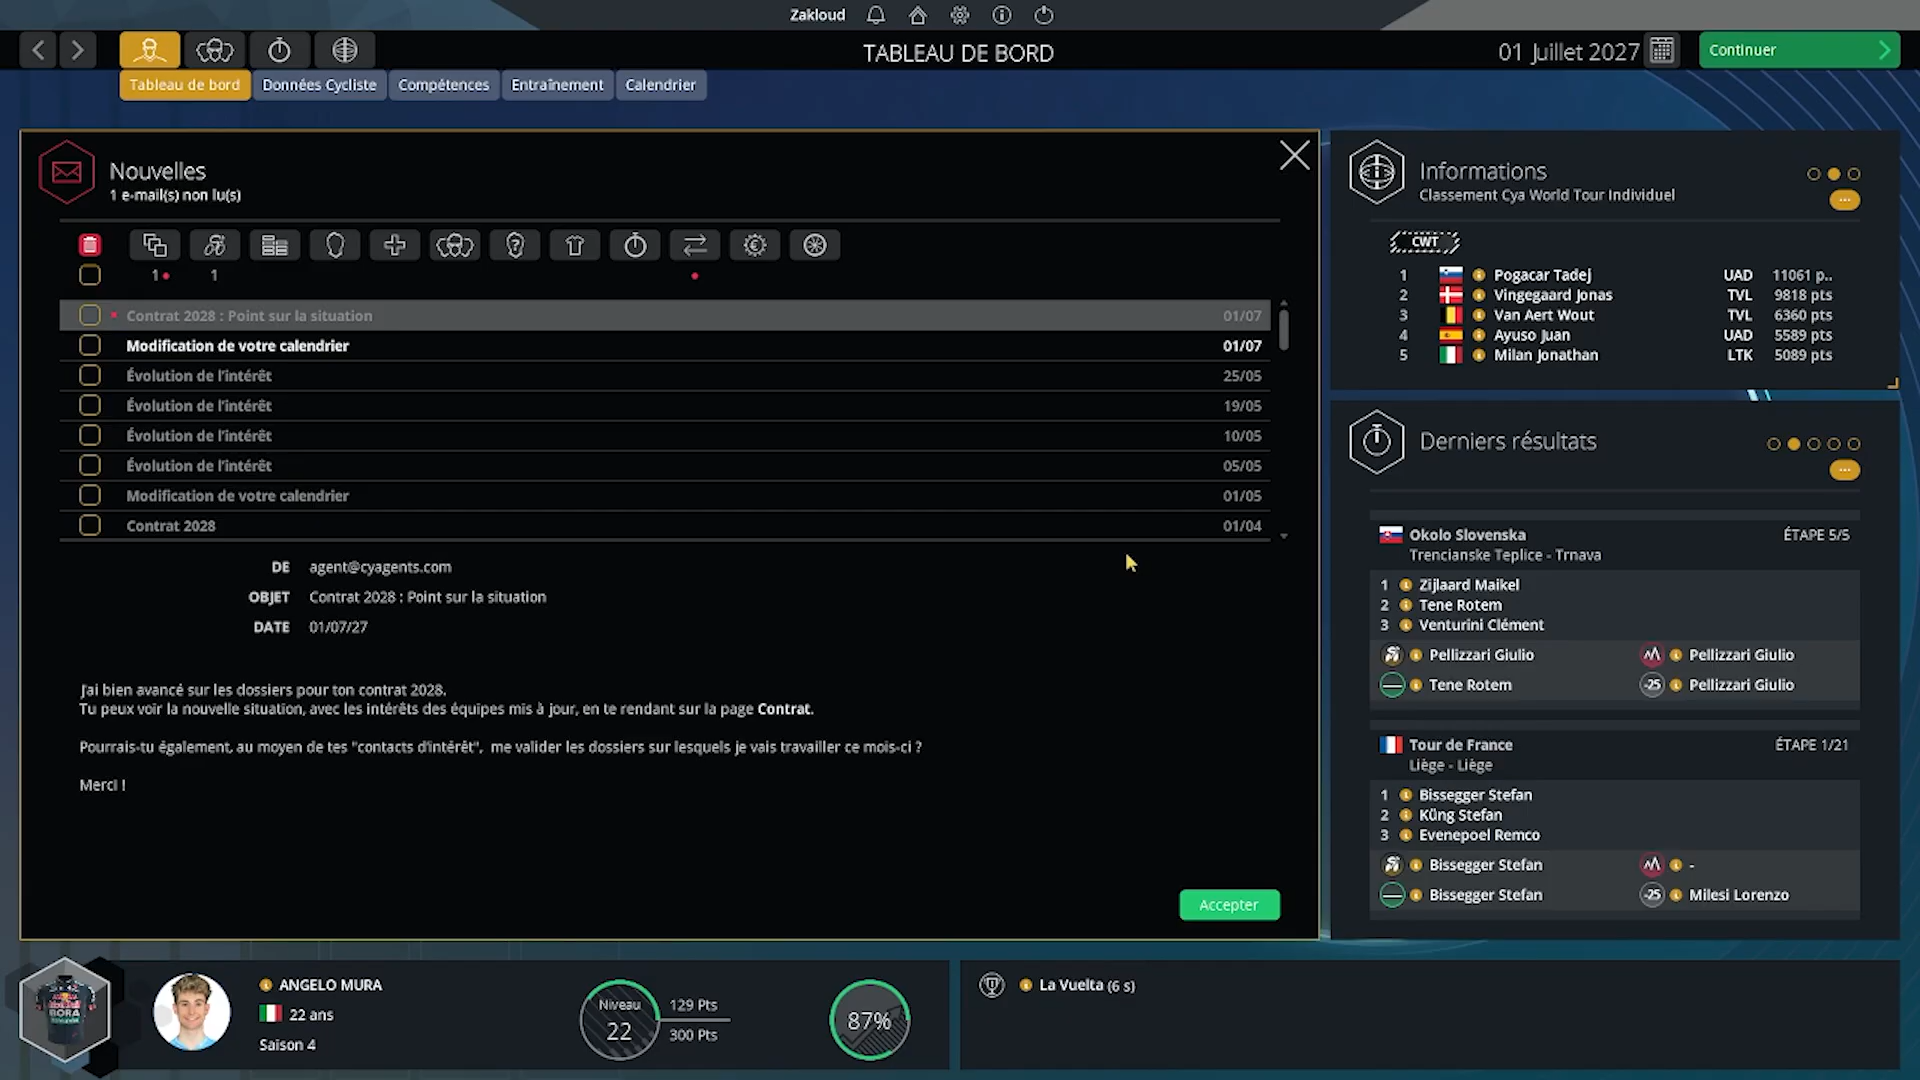 Zakloud
TABLEAU DE BORD
01 Juillet 2027
Continuer
Tableau de bord
Données Cycliste
Compétences
Entraînement
Calendrier
Nouvelles
1 e-mail(s) non lu(s)
1
1
Contrat 2028 : Point sur la situation 01/07
Modification de votre calendrier 01/07
Évolution de l'intérêt 25/05
Évolution de l'intérêt 19/05
Évolution de l'intérêt 10/05
Évolution de l'intérêt 05/05
Modification de votre calendrier 01/05
Contrat 2028 01/04
DE agent@cyagents.com
OBJET Contrat 2028 : Point sur la situation
DATE 01/07/27
J'ai bien avancé sur les dossiers pour ton contrat 2028.
Tu peux voir la nouvelle situation, avec les intérêts des équipes mis à jour, en te rendant sur la page Contrat.
Pourrais-tu également, au moyen de tes "contacts d'intérêt", me valider les dossiers sur lesquels je vais travailler ce mois-ci ?
Merci !
Accepter
Informations
Classement Cya World Tour Individuel
CWT
1 Pogacar Tadej UAD 11061 p..
2 Vingegaard Jonas TVL 9818 pts
3 Van Aert Wout TVL 6360 pts
4 Ayuso Juan UAD 5589 pts
5 Milan Jonathan LTK 5089 pts
Derniers résultats
Okolo Slovenska ÉTAPE 5/5
Trencianske Teplice - Trnava
1 Zijlaard Maikel
2 Tene Rotem
3 Venturini Clément
Pellizzari Giulio Pellizzari Giulio
Tene Rotem -25 Pellizzari Giulio
Tour de France ÉTAPE 1/21
Liège - Liège
1 Bissegger Stefan
2 Küng Stefan
3 Evenepoel Remco
Bissegger Stefan -
Bissegger Stefan -25 Milesi Lorenzo
BORA
ANGELO MURA
22 ans
Saison 4
Niveau
22
129 Pts
300 Pts
87%
La Vuelta (6 s)